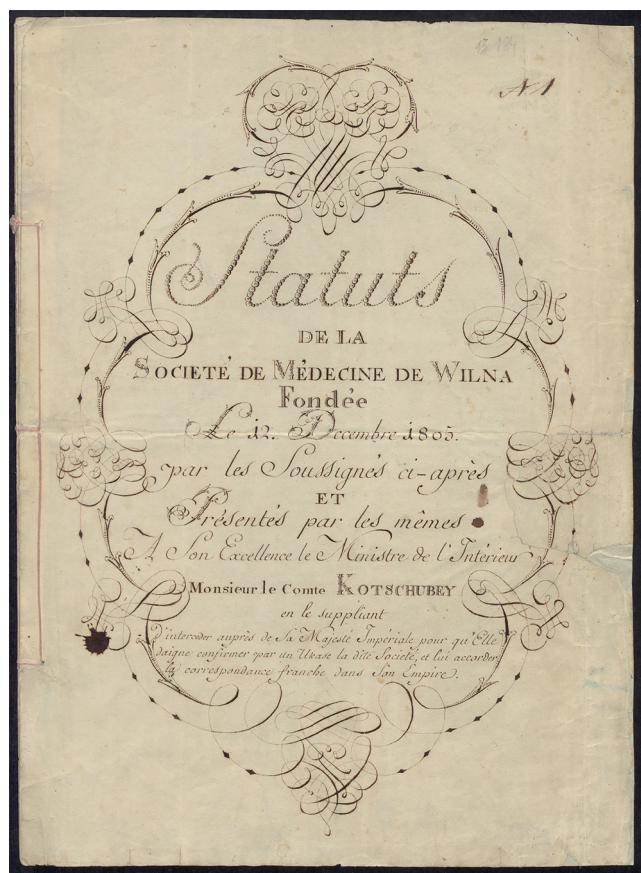 13-184
N 1
Statuts
DE LA
SOCIETÉ DE MÉDECINE DE WILNA
Fondée
Le 12. Decembre 1805.
par les Soussignés ci-après
ET
Présentés par les mêmes
A Son Excellence le Ministre de l'Intérieur
Monsieur le Comte KOTSCHUBEY
en le suppliant
d'interceder auprès de Sa Majesté Impériale pour qu'Elle
daigne confirmer par un Ukase la dite Societé, et lui accorder
la correspondance franche dans Son Empire.